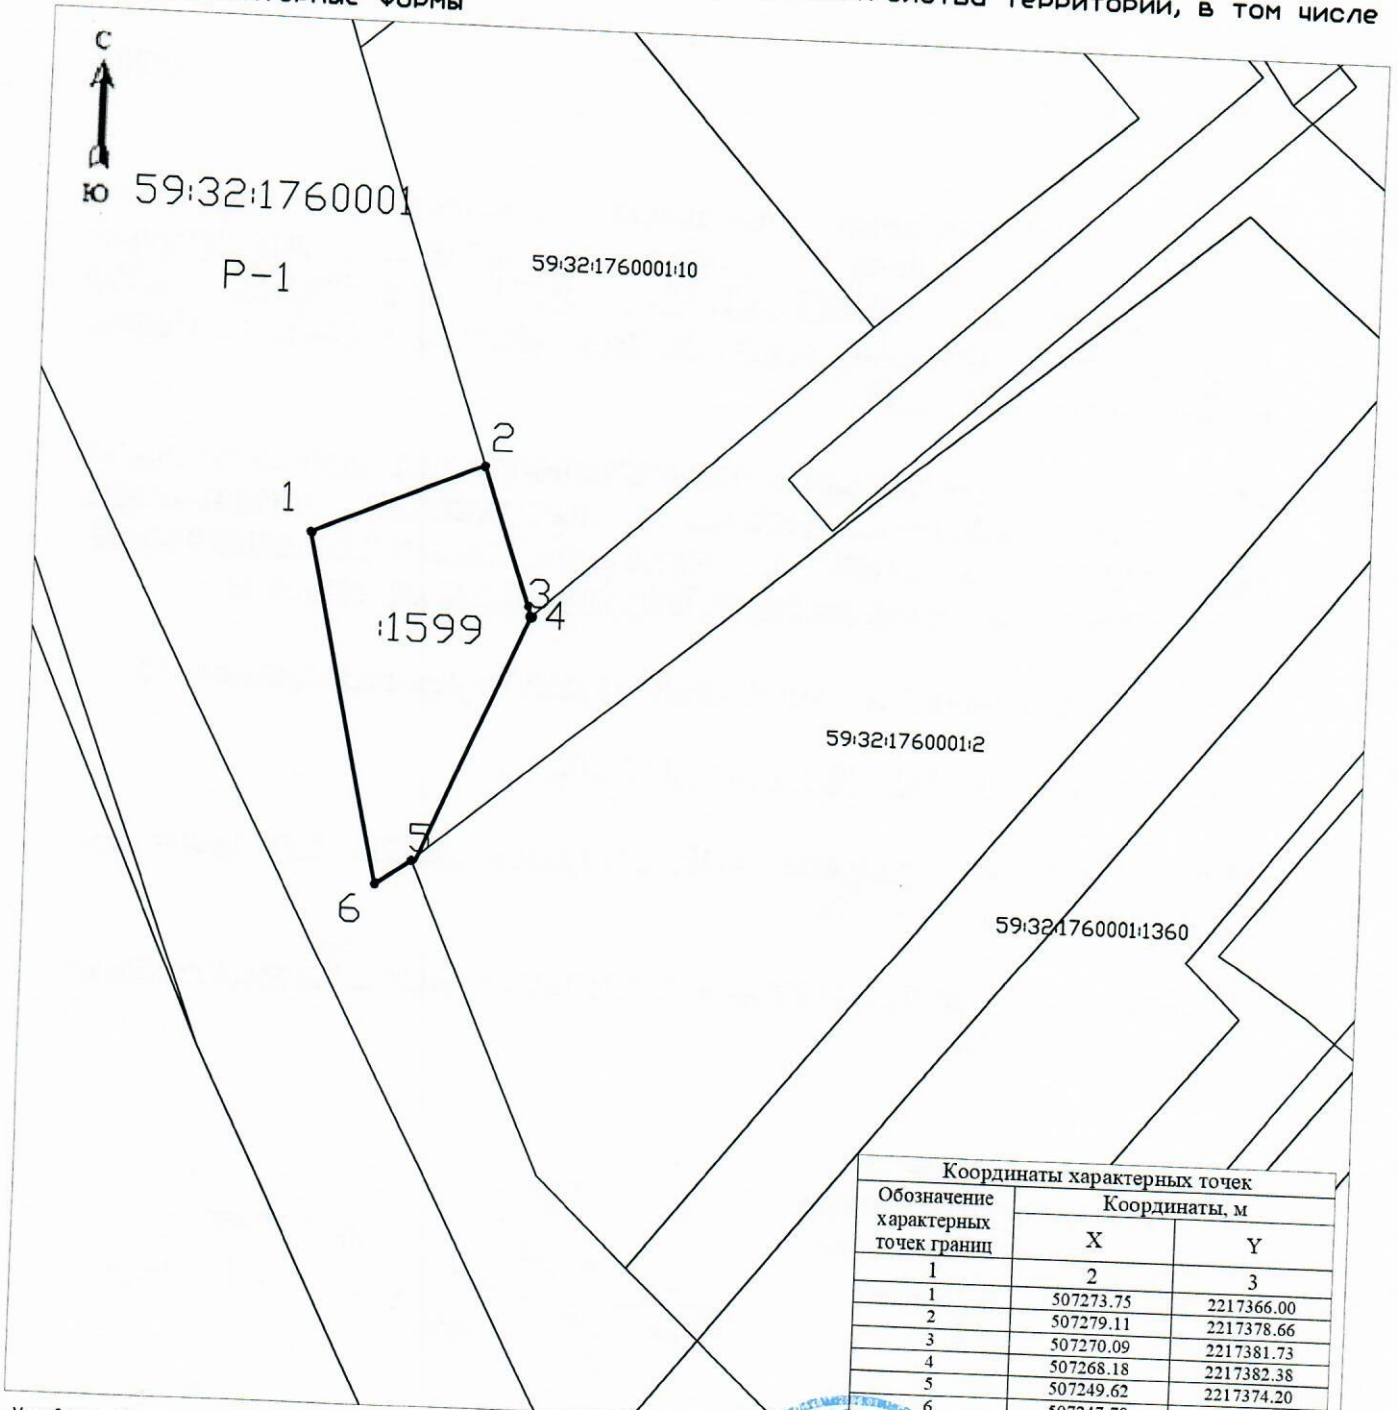 формы территории, в том числе
С
Ю
59:32:1760001
Р-1
59:32:1760001:10
2
1
3
4
:1599
59:32:1760001:2
5
6
59:32:1760001:1360
Координаты характерных точек
Обозначение характерных точек границ Координаты, м
X Y
1 2 3
1 507273.75 2217366.00
2 507279.11 2217378.66
3 507270.09 2217381.73
4 507268.18 2217382.38
5 507249.62 2217374.20
6